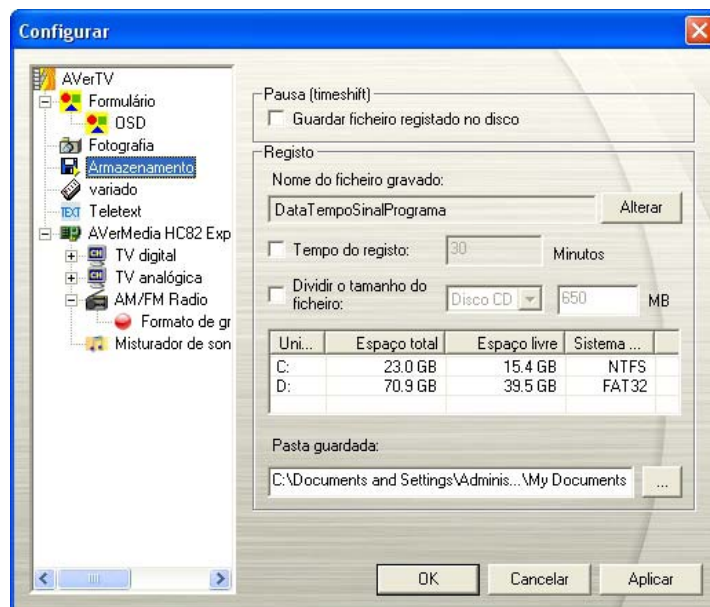 Configurar
AVerTV
Formulário
OSD
Fotografia
Armazenamento
variado
TEXT Teletext
AVerMedia HC82 Exp
CH TV digital
CH TV analógica
AM/FM Radio
Formato de gr
Misturador de son
Pausa (timeshift)
Guardar ficheiro registado no disco
Registo
Nome do ficheiro gravado:
DataTempoSinalPrograma Alterar
Tempo do registo: 30 Minutos
Dividir o tamanho do
ficheiro: Disco CD 650 MB
Uni... Espaço total Espaço livre Sistema ...
C: 23.0 GB 15.4 GB NTFS
D: 70.9 GB 39.5 GB FAT32
Pasta guardada:
C:\Documents and Settings\Adminis...\My Documents ...
OK Cancelar Aplicar